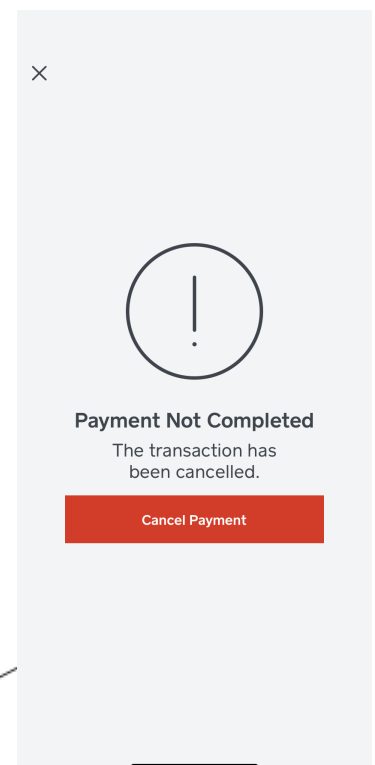 Payment Not Completed
The transaction has
been cancelled.
Cancel Payment